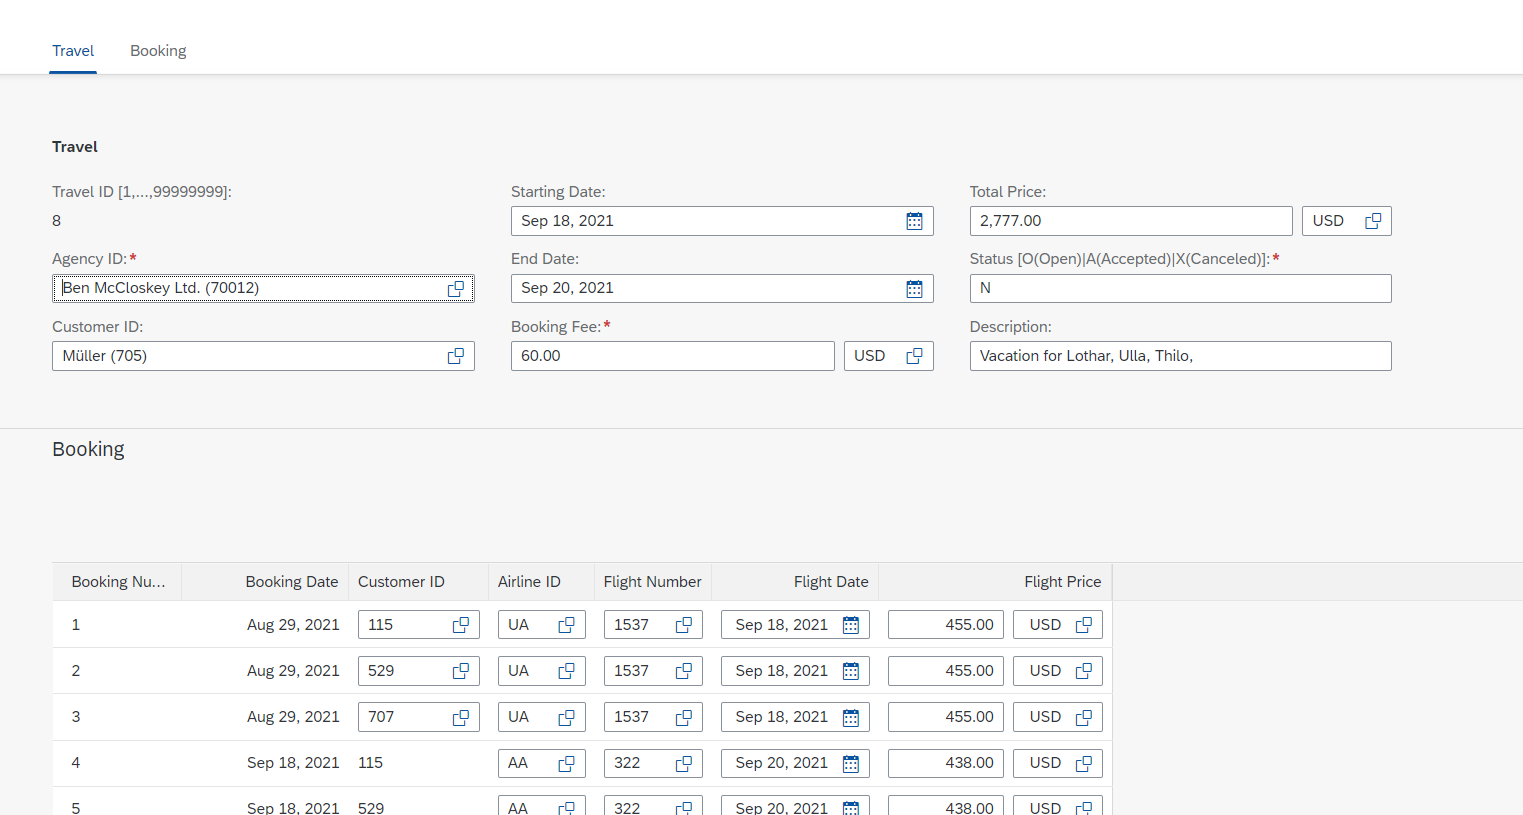 Travel Booking
Travel
Travel ID [1,...,99999999]: Starting Date: Total Price:
8 Sep 18, 2021 2,777.00 USD
Agency ID:* End Date: Status [O(Open)|A(Accepted)|X(Canceled)]:*
Ben McCloskey Ltd. (70012) Sep 20, 2021 N
Customer ID: Booking Fee:* Description:
Müller (705) 60.00 USD Vacation for Lothar, Ulla, Thilo,
Booking
Booking Nu... Booking Date Customer ID Airline ID Flight Number Flight Date Flight Price
1 Aug 29, 2021 115 UA 1537 Sep 18, 2021 455.00 USD
2 Aug 29, 2021 529 UA 1537 Sep 18, 2021 455.00 USD
3 Aug 29, 2021 707 UA 1537 Sep 18, 2021 455.00 USD
4 Sep 18, 2021 115 AA 322 Sep 20, 2021 438.00 USD
5 Sep 18, 2021 529 AA 322 Sep 20, 2021 438.00 USD